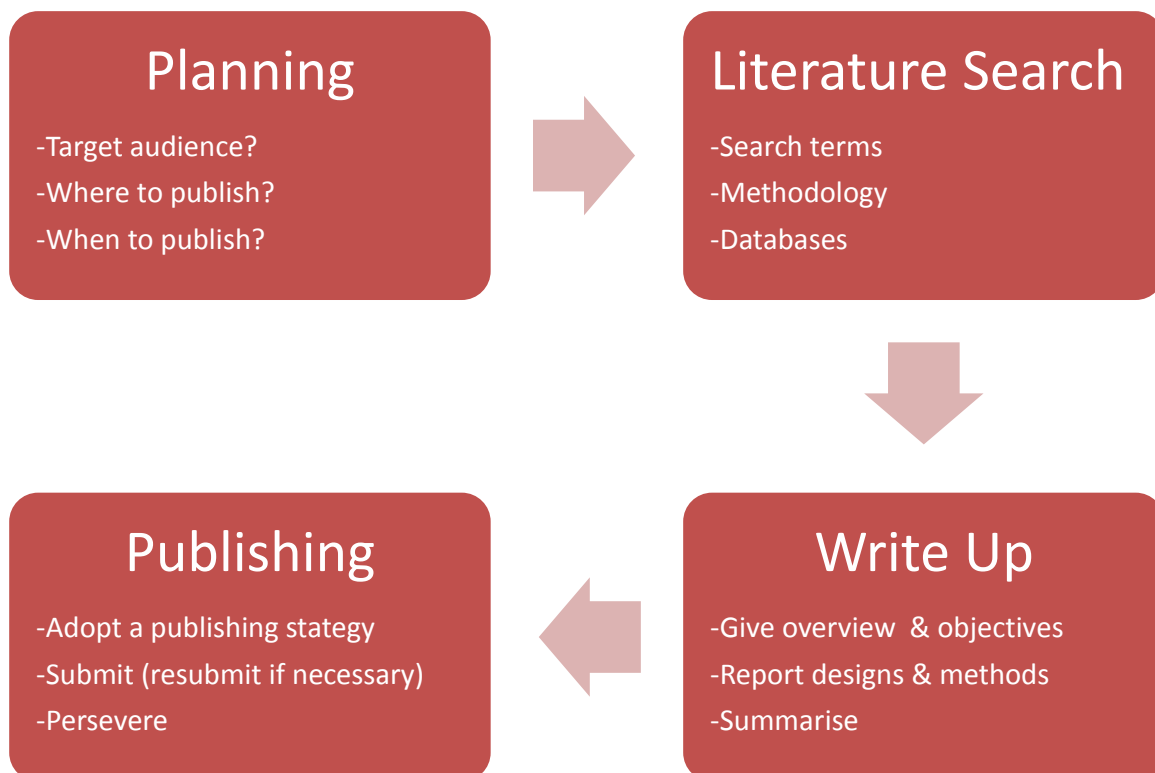 Planning
-Target audience?
-Where to publish?
-When to publish?
Literature Search
-Search terms
-Methodology
-Databases
Write Up
-Give overview  & objectives
-Report designs & methods
-Summarise
Publishing
-Adopt a publishing stategy
-Submit (resubmit if necessary)
-Persevere